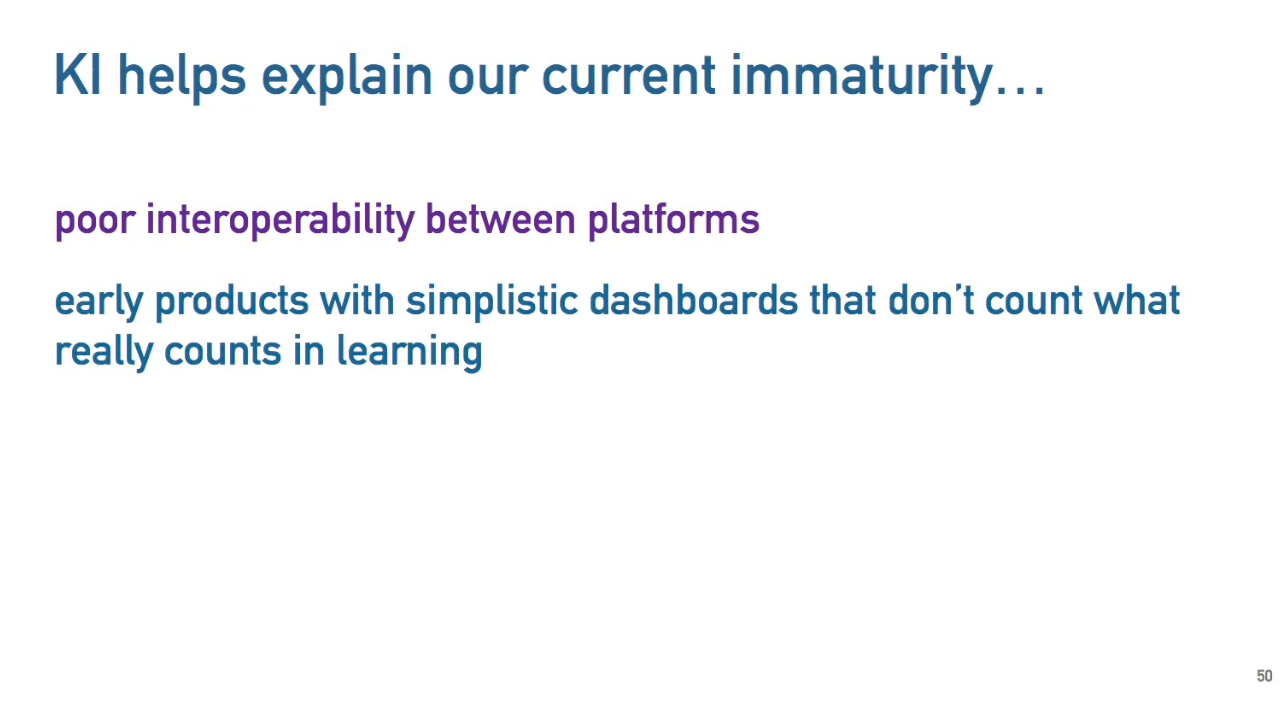 KI helps explain our current immaturity…
poor interoperability between platforms
early products with simplistic dashboards that don’t count what
really counts in learning
50